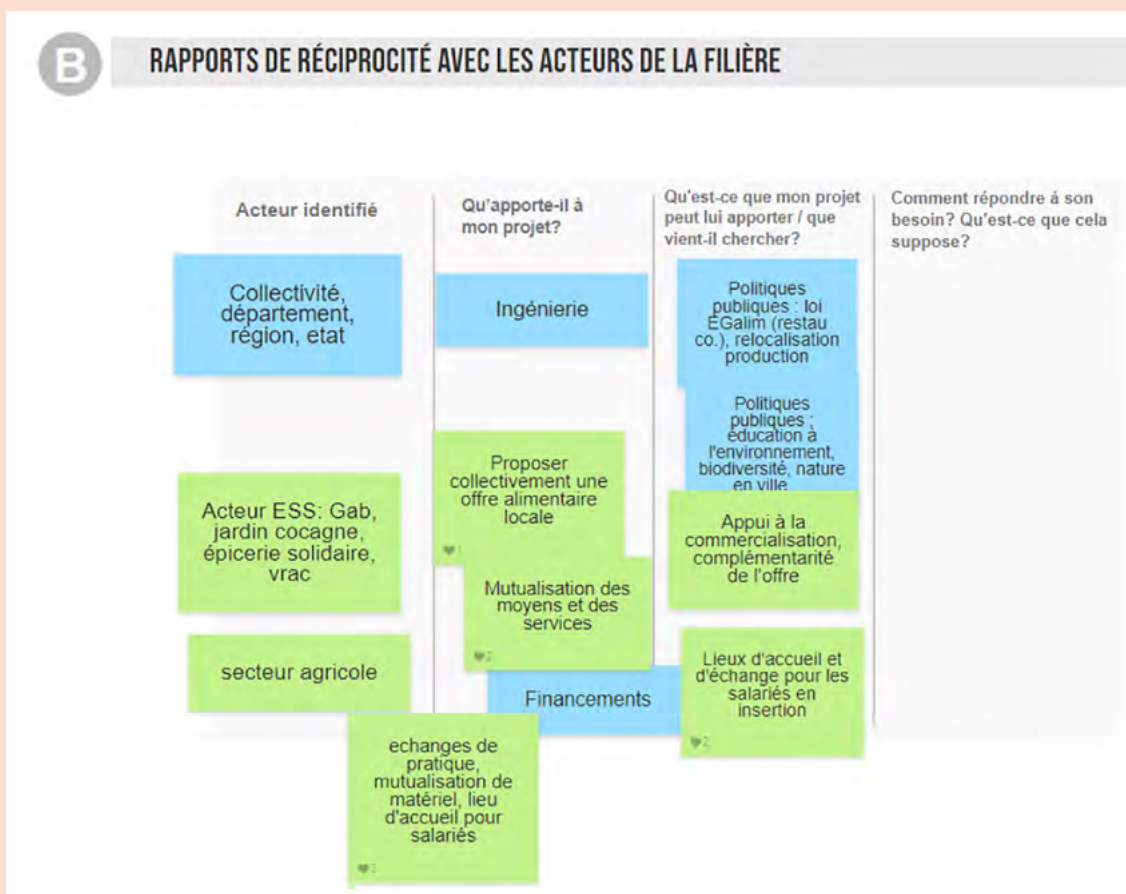 B
RAPPORTS DE RÉCIPROCITÉ AVEC LES ACTEURS DE LA FILIÈRE
Acteur identifié
Qu'apporte-il à
mon projet?
Qu'est-ce que mon projet
peut lui apporter / que
vient-il chercher?
Comment répondre á son
besoin? Qu'est-ce que cela
suppose?
Collectivité,
département,
région, etat
Ingénierie
Politiques
publiques : loi
EGalim (restau
co.), relocalisation
production
Politiques
publiques ;
éducation à
l'environnement,
biodiversité, nature
en ville
Acteur ESS: Gab,
jardin cocagne,
épicerie solidaire,
vrac
Proposer
collectivement une
offre alimentaire
locale
1
Appui à la
commercialisation,
complémentarité
de l'offre
Mutualisation des
moyens et des
services
2
secteur agricole
Financements
Lieux d'accueil et
d'échange pour les
salariés en
insertion
2
echanges de
pratique,
mutualisation de
matériel, lieu
d'accueil pour
salariés
3